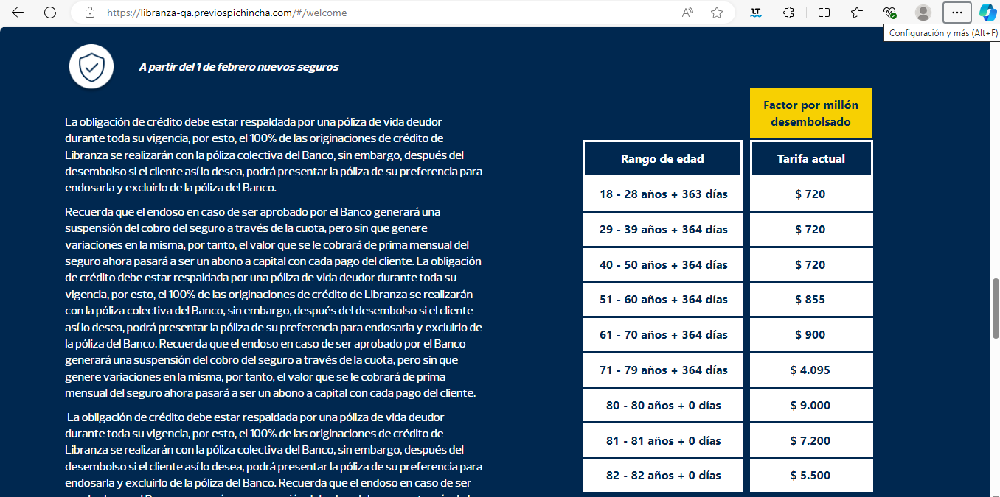 https://libranza-qa.previospichincha.com/#/welcome
Configuración y más (Alt+F)
A partir del 1 de febrero nuevos seguros
La obligación de crédito debe estar respaldada por una póliza de vida deudor
durante toda su vigencia, por esto, el 100% de las originaciones de crédito de
Libranza se realizarán con la póliza colectiva del Banco, sin embargo, después del
desembolso si el cliente así lo desea, podrá presentar la póliza de su preferencia para
endosarla y excluirlo de la póliza del Banco.
Recuerda que el endoso en caso de ser aprobado por el Banco generará una
suspensión del cobro del seguro a través de la cuota, pero sin que genere
variaciones en la misma, por tanto, el valor que se le cobrará de prima mensual del
seguro ahora pasará a ser un abono a capital con cada pago del cliente. La obligación
de crédito debe estar respaldada por una póliza de vida deudor durante toda su
vigencia, por esto, el 100% de las originaciones de crédito de Libranza se realizarán
con la póliza colectiva del Banco, sin embargo, después del desembolso si el cliente
así lo desea, podrá presentar la póliza de su preferencia para endosarla y excluirlo de
la póliza del Banco. Recuerda que el endoso en caso de ser aprobado por el Banco
generará una suspensión del cobro del seguro a través de la cuota, pero sin que
genere variaciones en la misma, por tanto, el valor que se le cobrará de prima
mensual del seguro ahora pasará a ser un abono a capital con cada pago del cliente.
La obligación de crédito debe estar respaldada por una póliza de vida deudor
durante toda su vigencia, por esto, el 100% de las originaciones de crédito de
Libranza se realizarán con la póliza colectiva del Banco, sin embargo, después del
desembolso si el cliente así lo desea, podrá presentar la póliza de su preferencia para
endosarla y excluirlo de la póliza del Banco. Recuerda que el endoso en caso de ser
Factor por millón
desembolsado
Rango de edad Tarifa actual
18 - 28 años + 363 días $ 720
29 - 39 años + 364 días $ 720
40 - 50 años + 364 días $ 720
51 - 60 años + 364 días $ 855
61 - 70 años + 364 días $ 900
71 - 79 años + 364 días $ 4.095
80 - 80 años + 0 días $ 9.000
81 - 81 años + 0 días $ 7.200
82 - 82 años + 0 días $ 5.500